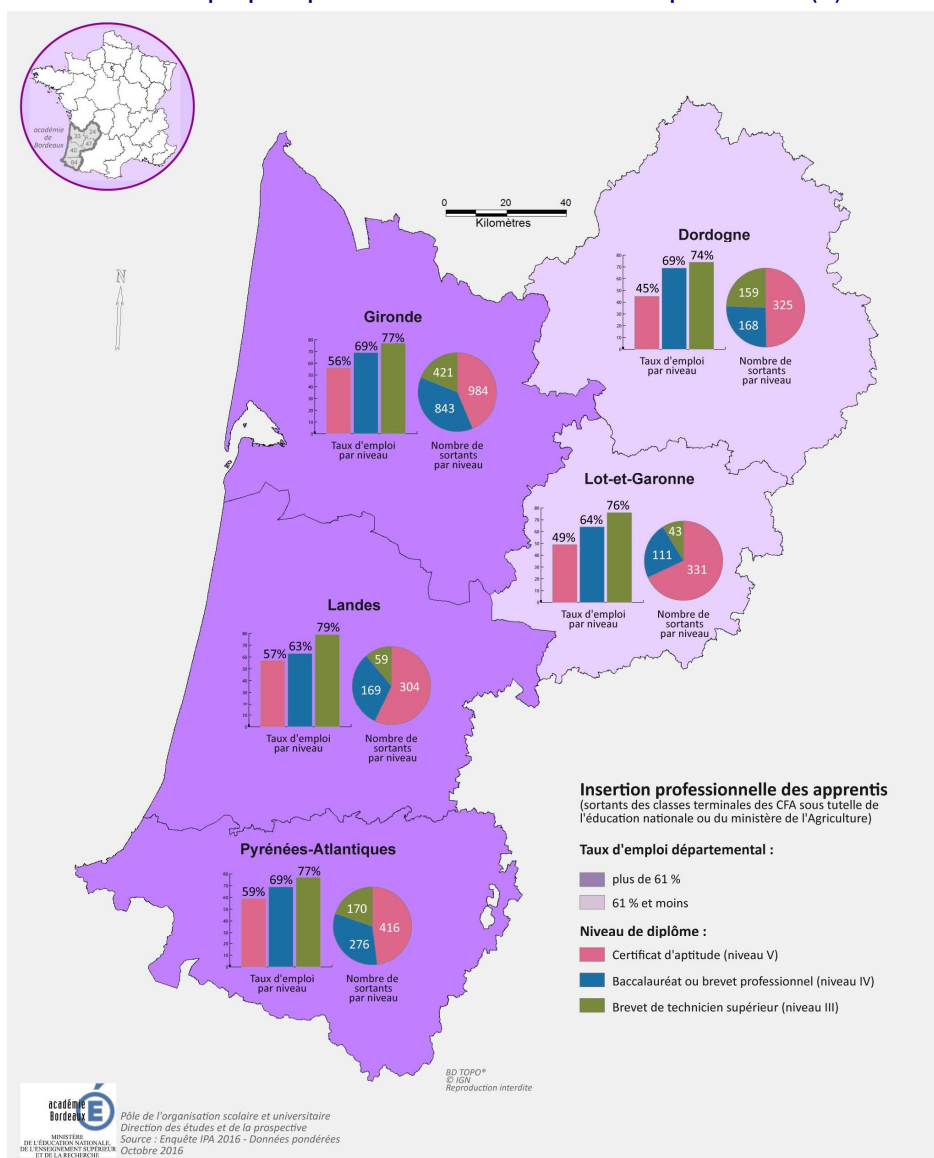 académie
de
Bordeaux
33
24
47
40
64
N
0 20 40
Kilomètres
Dordogne
45%
69%
74%
159
325
168
Taux d'emploi
par niveau
Nombre de
sortants
par niveau
Gironde
56%
69%
77%
421
984
843
Taux d'emploi
par niveau
Nombre de
sortants
par niveau
Lot-et-Garonne
49%
64%
76%
43
111
331
Taux d'emploi
par niveau
Nombre de
sortants
par niveau
Landes
57%
63%
79%
59
169
304
Taux d'emploi
par niveau
Nombre de
sortants
par niveau
Pyrénées-Atlantiques
59%
69%
77%
170
416
276
Taux d'emploi
par niveau
Nombre de
sortants
par niveau
Insertion professionnelle des apprentis
(sortants des classes terminales des CFA sous tutelle de
l'éducation nationale ou du ministère de l'Agriculture)
Taux d'emploi départemental :
plus de 61 %
61 % et moins
Niveau de diplôme :
Certificat d'aptitude (niveau V)
Baccalauréat ou brevet professionnel (niveau IV)
Brevet de technicien supérieur (niveau III)
BD TOPO®
© IGN
Reproduction interdite
académie
Bordeaux
MINISTÈRE
DE L'ÉDUCATION NATIONALE,
DE L'ENSEIGNEMENT SUPÉRIEUR
ET DE LA RECHERCHE
Pôle de l'organisation scolaire et universitaire
Direction des études et de la prospective
Source : Enquête IPA 2016 - Données pondérées
Octobre 2016